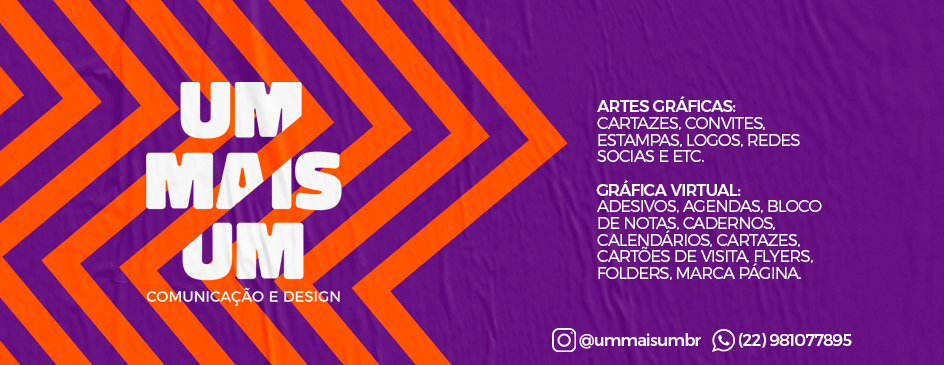 UM
MAIS
UM
COMUNICAÇÃO E DESIGN
ARTES GRÁFICAS:
CARTAZES, CONVITES,
ESTAMPAS, LOGOS, REDES
SOCIAS E ETC.
GRÁFICA VIRTUAL:
ADESIVOS, AGENDAS, BLOCO
DE NOTAS, CADERNOS,
CALENDÁRIOS, CARTAZES,
CARTÕES DE VISITA, FLYERS,
FOLDERS, MARCA PÁGINA.
@ummaisumbr (22) 981077895